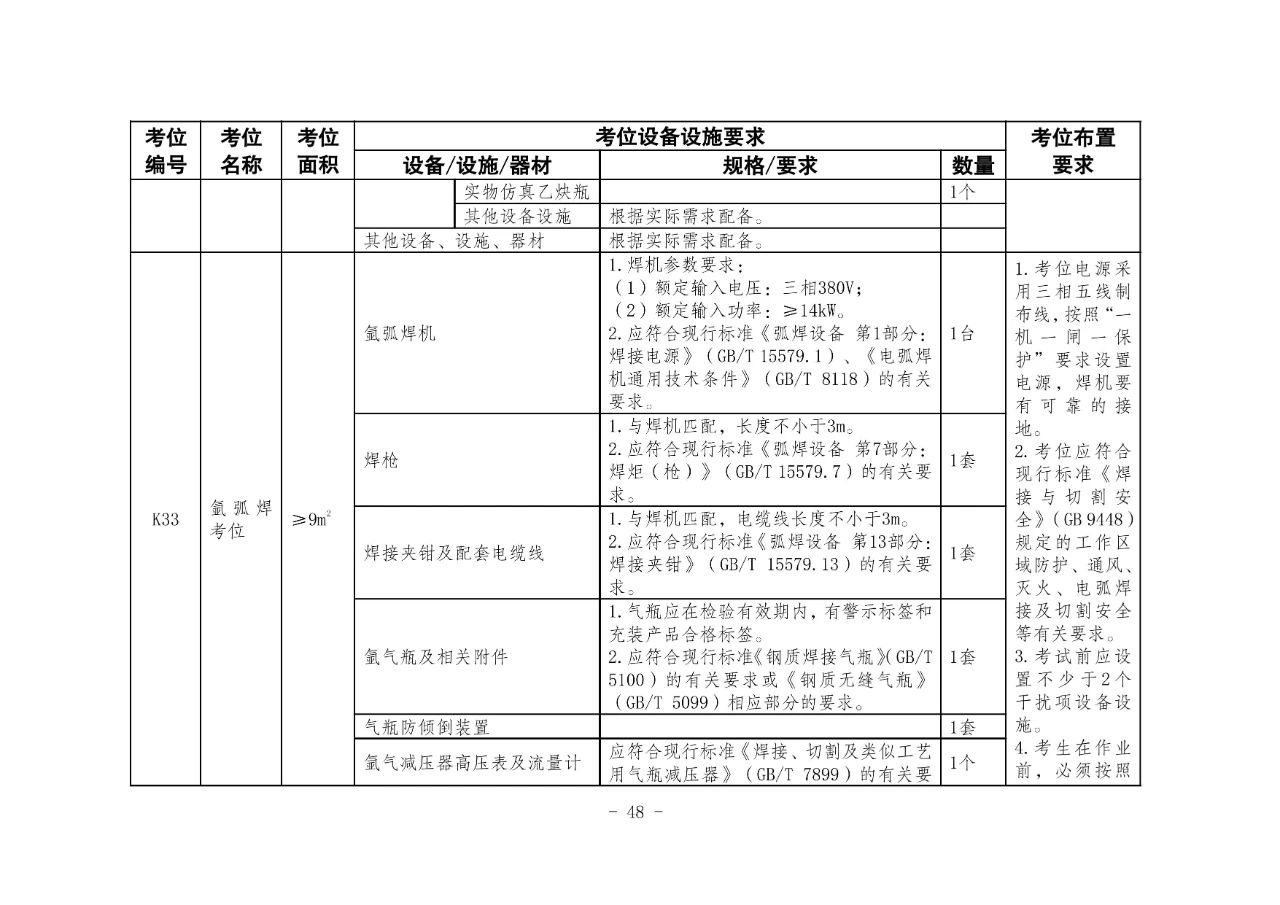 考位编号
考位名称
考位面积
考位设备设施要求
设备/设施/器材
规格/要求
数量
考位布置要求
实物仿真乙炔瓶
1个
其他设备设施
根据实际需求配备。
其他设备、设施、器材
根据实际需求配备。
K33
氩弧焊
考位
≥9m²
氩弧焊机
1.焊机参数要求：
（1）额定输入电压：三相380V；
（2）额定输入功率：≥14kW。
2.应符合现行标准《弧焊设备 第1部分：
焊接电源》（GB/T 15579.1）、《电弧焊
机通用技术条件》（GB/T 8118）的有关
要求。
1台
焊枪
1.与焊机匹配，长度不小于3m。
2.应符合现行标准《弧焊设备 第7部分：
焊炬（枪）》（GB/T 15579.7）的有关要
求。
1套
焊接夹钳及配套电缆线
1.与焊机匹配，电缆线长度不小于3m。
2.应符合现行标准《弧焊设备 第13部分：
焊接夹钳》（GB/T 15579.13）的有关要
求。
1套
氩气瓶及相关附件
1.气瓶应在检验有效期内，有警示标签和
充装产品合格标签。
2.应符合现行标准《钢质焊接气瓶》（GB/T
5100）的有关要求或《钢质无缝气瓶》
（GB/T 5099）相应部分的要求。
1套
气瓶防倾倒装置
1套
氩气减压器高压表及流量计
应符合现行标准《焊接、切割及类似工艺
用气瓶减压器》（GB/T 7899）的有关要
1个
1.考位电源采
用三相五线制
布线，按照“一
机一闸一保
护”要求设置
电源，焊机要
有可靠的接
地。
2.考位应符合
现行标准《焊
接与切割安
全》（GB 9448）
规定的工作区
域防护、通风、
灭火、电弧焊
接及切割安全
等有关要求。
3.考试前应设
置不少于2个
干扰项设备设
施。
4.考生在作业
前，必须按照
- 48 -